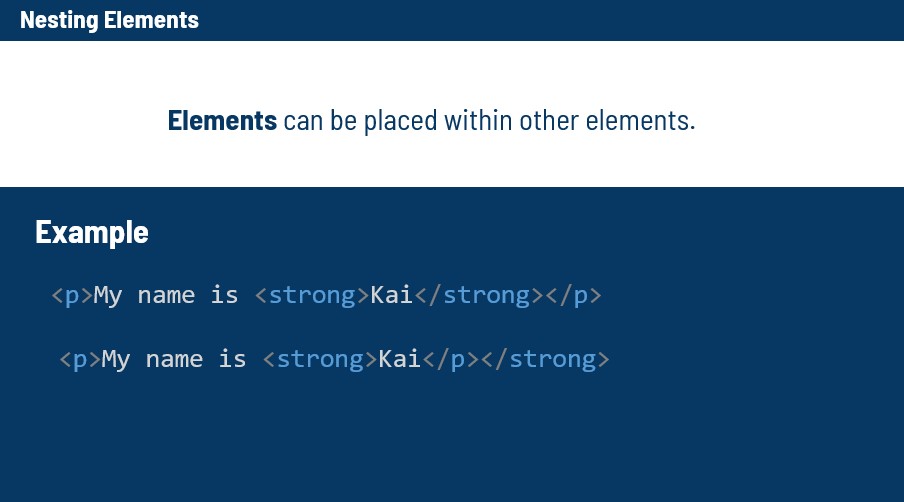 Nesting Elements
Elements can be placed within other elements.
Example
<p>My name is <strong>Kai</strong></p>
<p>My name is <strong>Kai</p></strong>